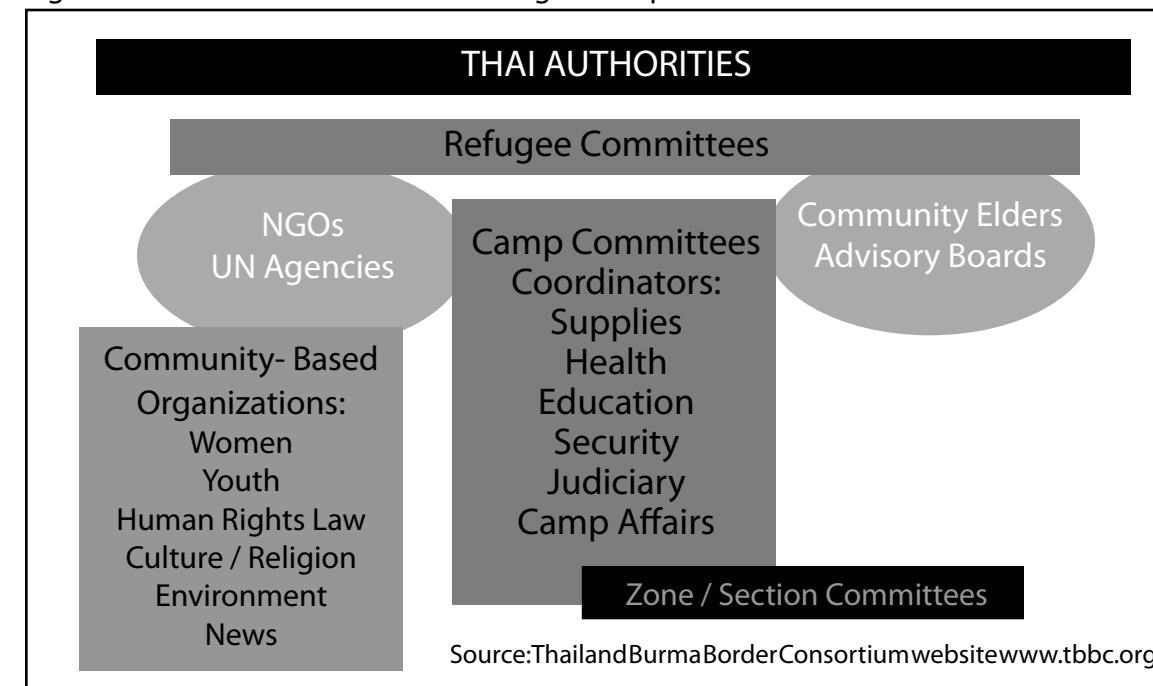 THAI AUTHORITIES
Refugee Committees
NGOs
UN Agencies
Community Elders
Advisory Boards
Camp Committees
Coordinators:
Supplies
Health
Education
Security
Judiciary
Camp Affairs
Community- Based
Organizations:
Women
Youth
Human Rights Law
Culture / Religion
Environment
News
Zone / Section Committees
Source:ThailandBurmaBorderConsortiumwebsitewww.tbbc.org